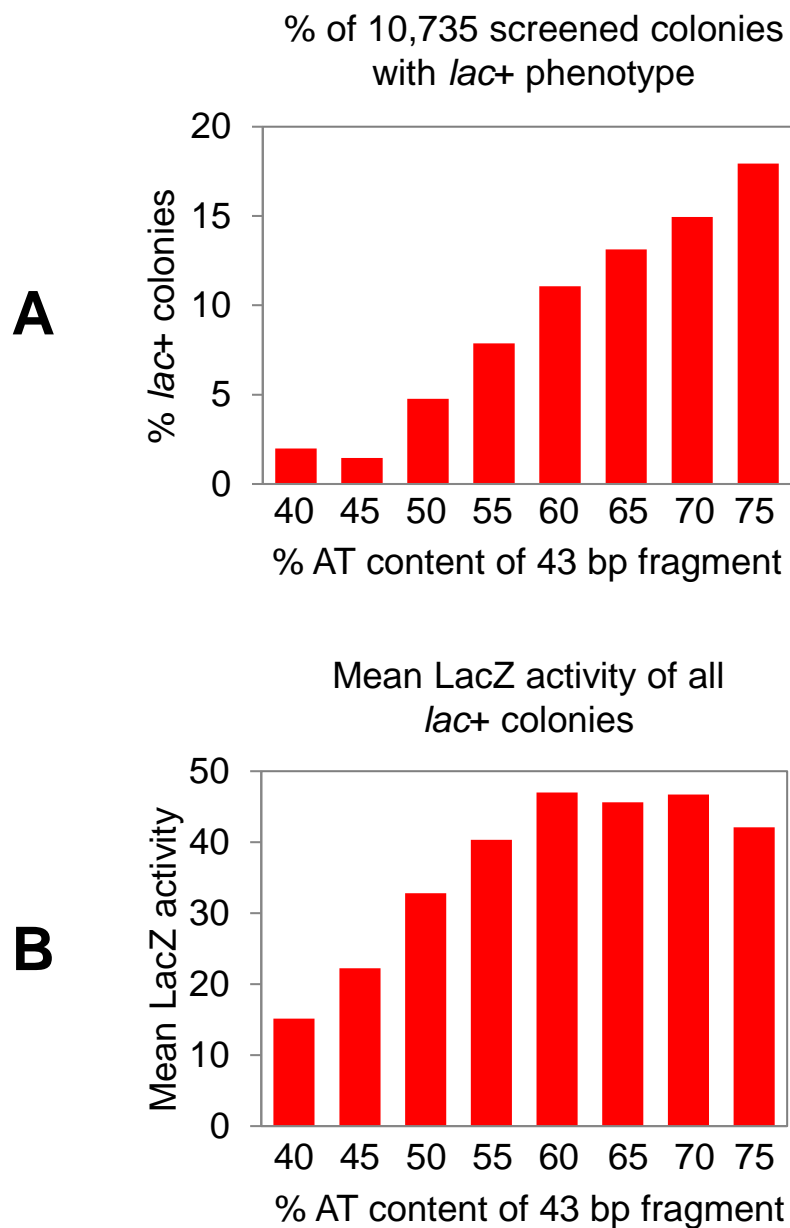 % of 10,735 screened colonies
with lac+ phenotype
A
% lac+ colonies
20
15
10
5
0
40 45 50 55 60 65 70 75
% AT content of 43 bp fragment
Mean LacZ activity of all
lac+ colonies
B
Mean LacZ activity
50
40
30
20
10
0
40 45 50 55 60 65 70 75
% AT content of 43 bp fragment